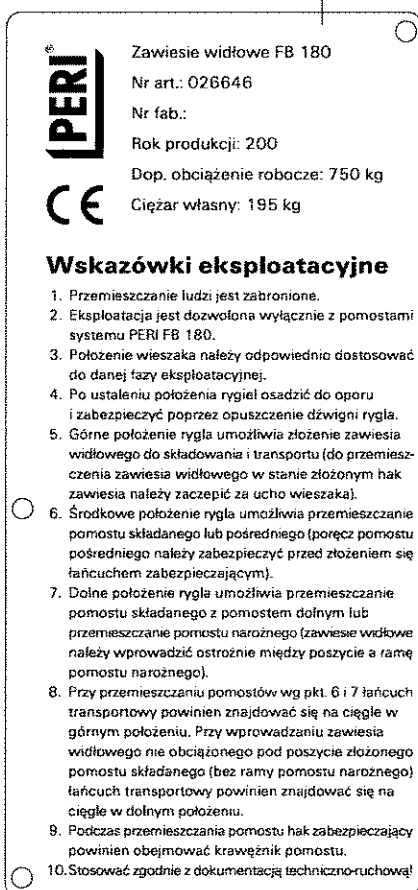 PERI®
CE
Zawiesie widłowe FB 180
Nr art.: 026646
Nr fab.:
Rok produkcji: 200
Dop. obciążenie robocze: 750 kg
Ciężar własny: 195 kg
Wskazówki eksploatacyjne
1. Przemieszczanie ludzi jest zabronione.
2. Eksploatacja jest dozwolona wyłącznie z pomostami
systemu PERI FB 180.
3. Położenie wieszaka należy odpowiednio dostosować
do danej fazy eksploatacyjnej.
4. Po ustaleniu położenia rygiel osadzić do oporu
i zabezpieczyć poprzez opuszczenie dźwigni rygla.
5. Górne położenie rygla umożliwia złożenie zawiesia
widłowego do składowania i transportu (do przemiesz-
czenia zawiesia widłowego w stanie złożonym hak
zawiesia należy zaczepić za ucho wieszaka).
6. Środkowe położenie rygla umożliwia przemieszczanie
pomostu składanego lub pośredniego (poręcz pomostu
pośredniego należy zabezpieczyć przed złożeniem się
łańcuchem zabezpieczającym).
7. Dolne położenie rygla umożliwia przemieszczanie
pomostu składanego z pomostem dolnym lub
przemieszczanie pomostu narożnego (zawiesie widłowe
należy wprowadzić ostrożnie między poszycie a ramę
pomostu narożnego).
8. Przy przemieszczaniu pomostów wg pkt. 6 i 7 łańcuch
transportowy powinien znajdować się na cięgle w
górnym położeniu. Przy wprowadzaniu zawiesia
widłowego nie obciążonego pod poszycie złożonego
pomostu składanego (bez ramy pomostu narożnego)
łańcuch transportowy powinien znajdować się na
cięgle w dolnym położeniu.
9. Podczas przemieszczania pomostu hak zabezpieczający
powinien obejmować krawężnik pomostu.
10. Stosować zgodnie z dokumentacją techniczno-ruchową!